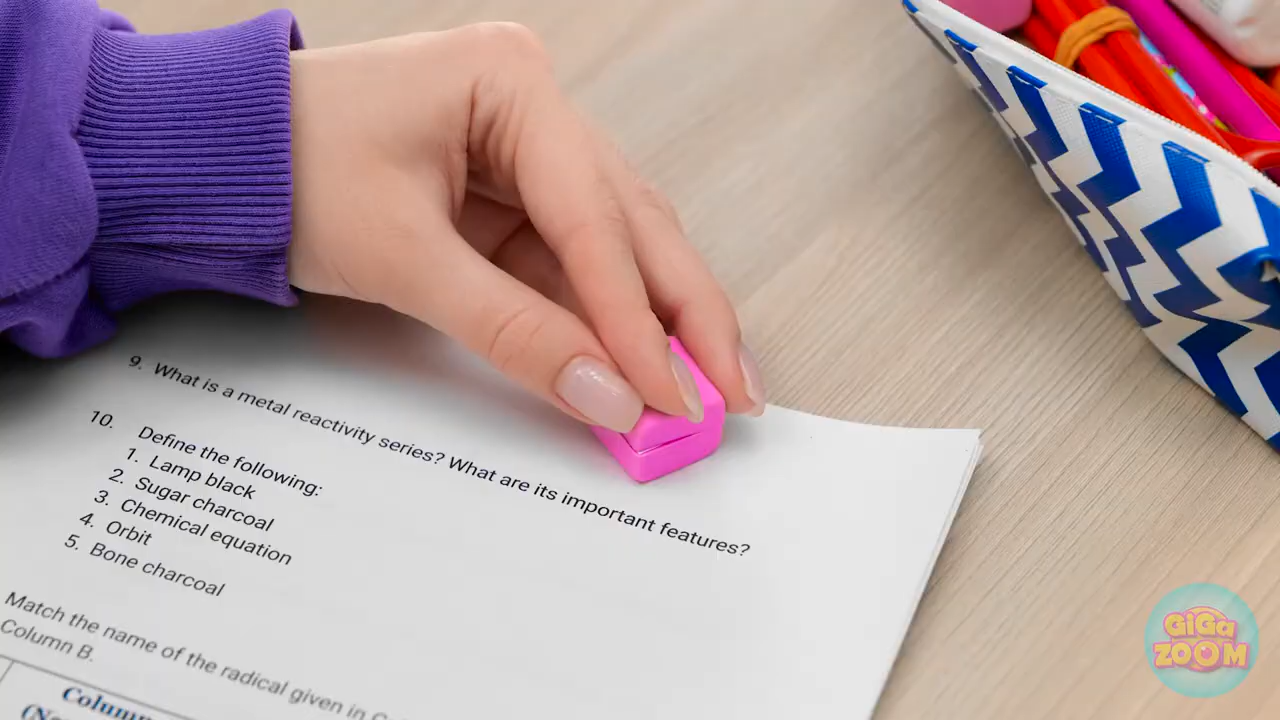 9. What is a metal reactivity series? What are its important features?
10. Define the following:
1. Lamp black
2. Sugar charcoal
3. Chemical equation
4. Orbit
5. Bone charcoal
Match the name of the radical given in
Column B.
Column
GiGa
ZOOM